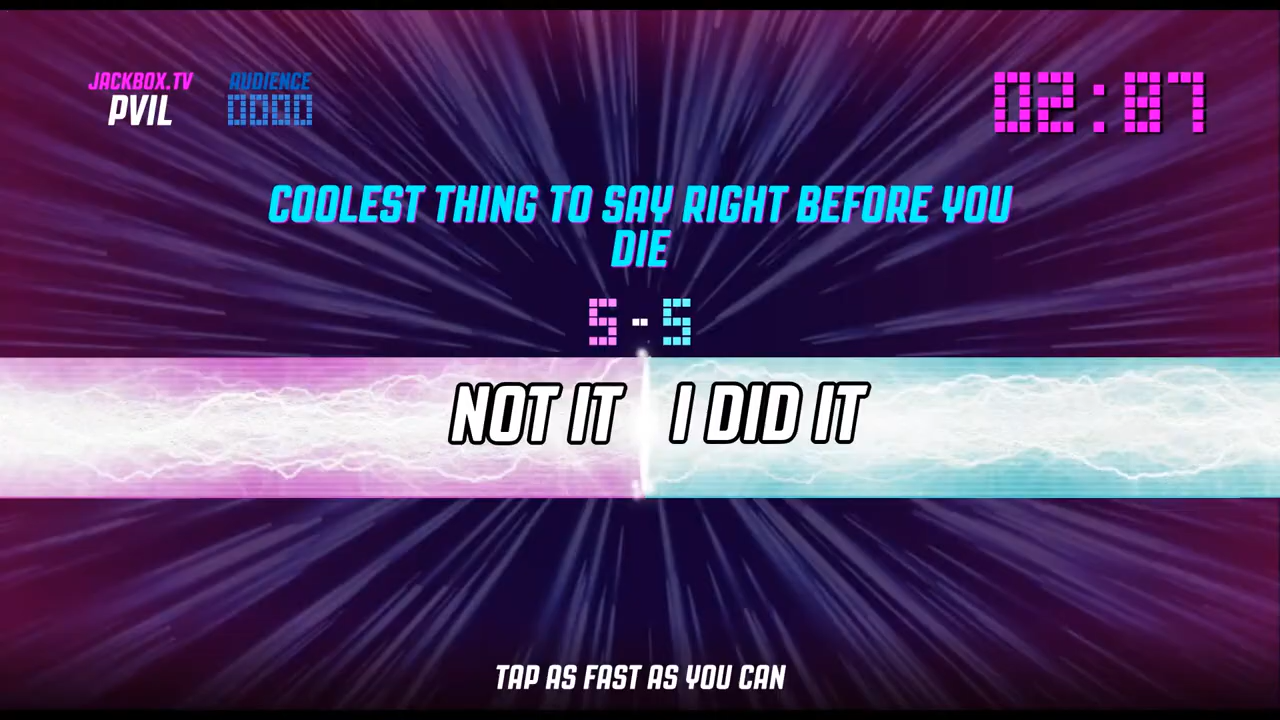 JACKBOX.TV
PVIL
AUDIENCE
0000
02:87
COOLEST THING TO SAY RIGHT BEFORE YOU
DIE
5-5
NOT IT
I DID IT
TAP AS FAST AS YOU CAN